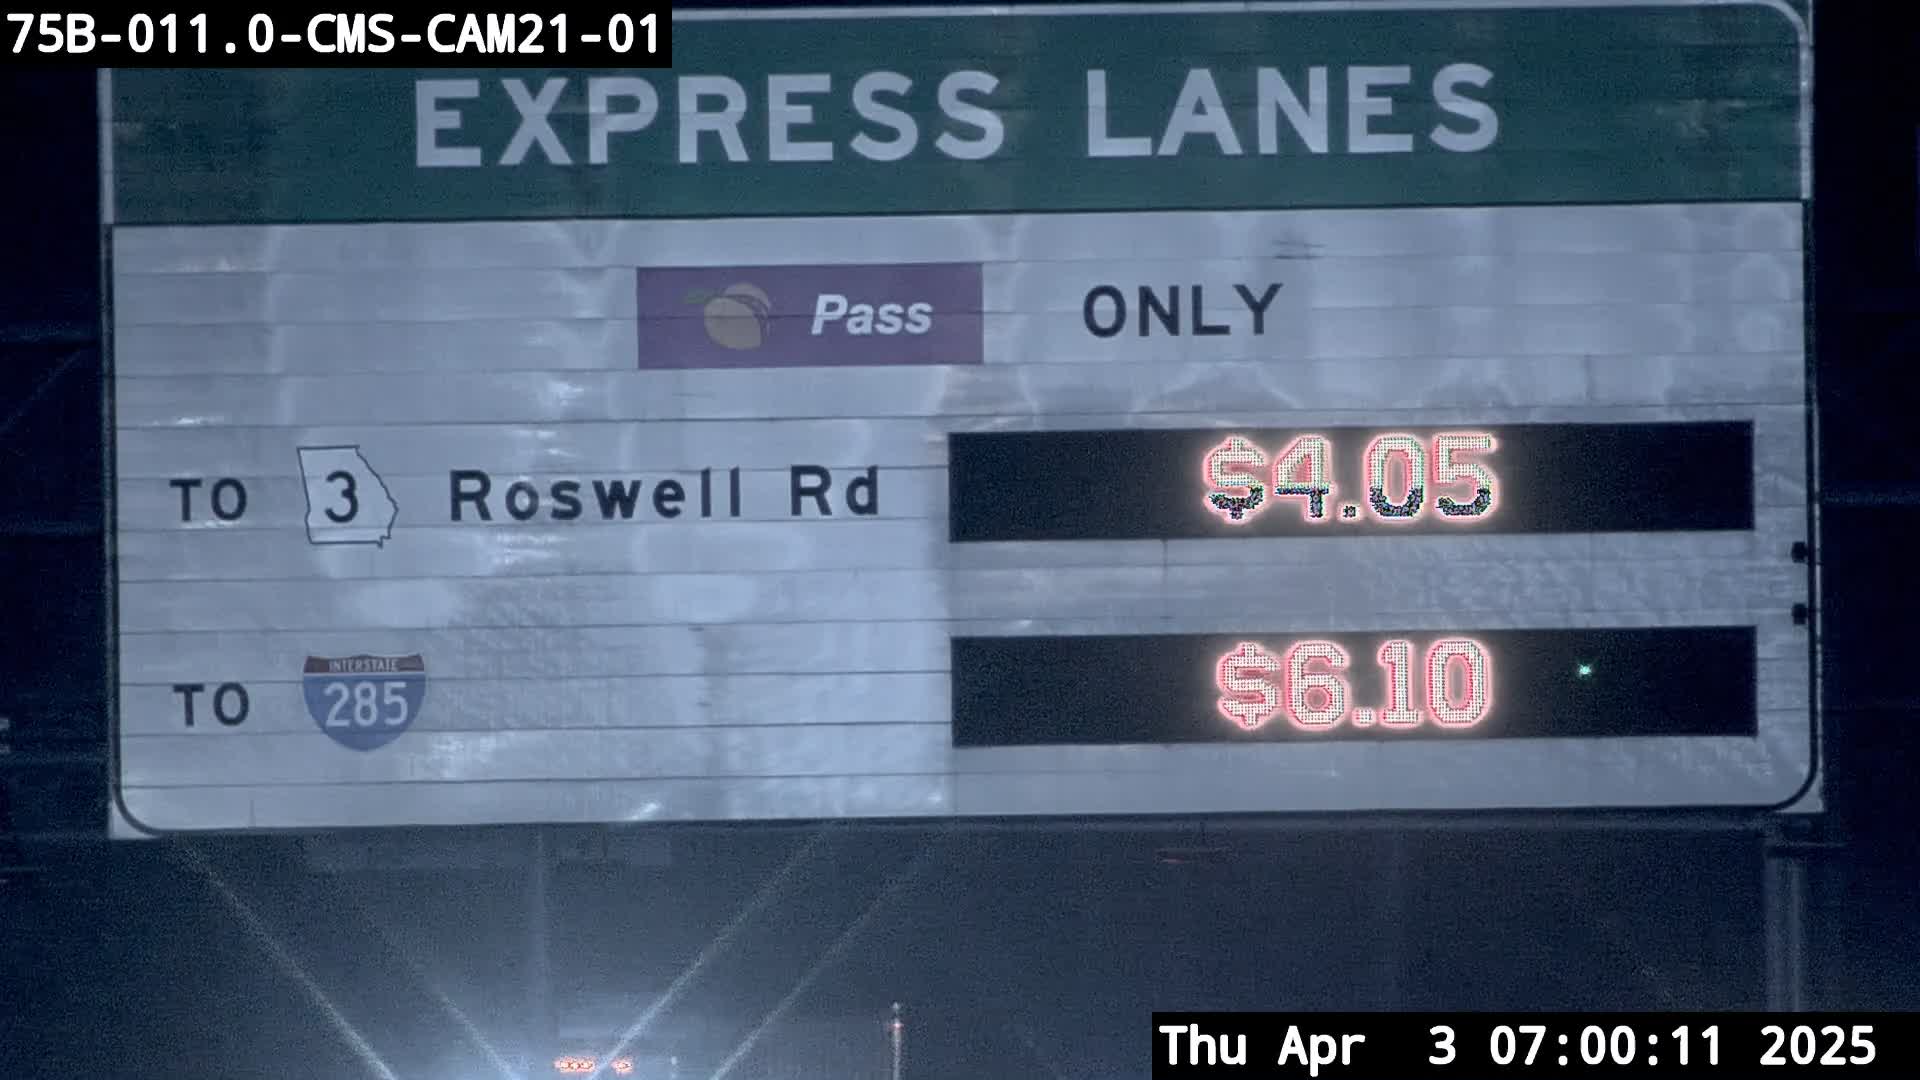 75B-011.0-CMS-CAM21-01
EXPRESS LANES
Pass ONLY
TO 3 Roswell Rd $4.05
TO INTERSTATE 285 $6.10
Thu Apr 3 07:00:11 2025